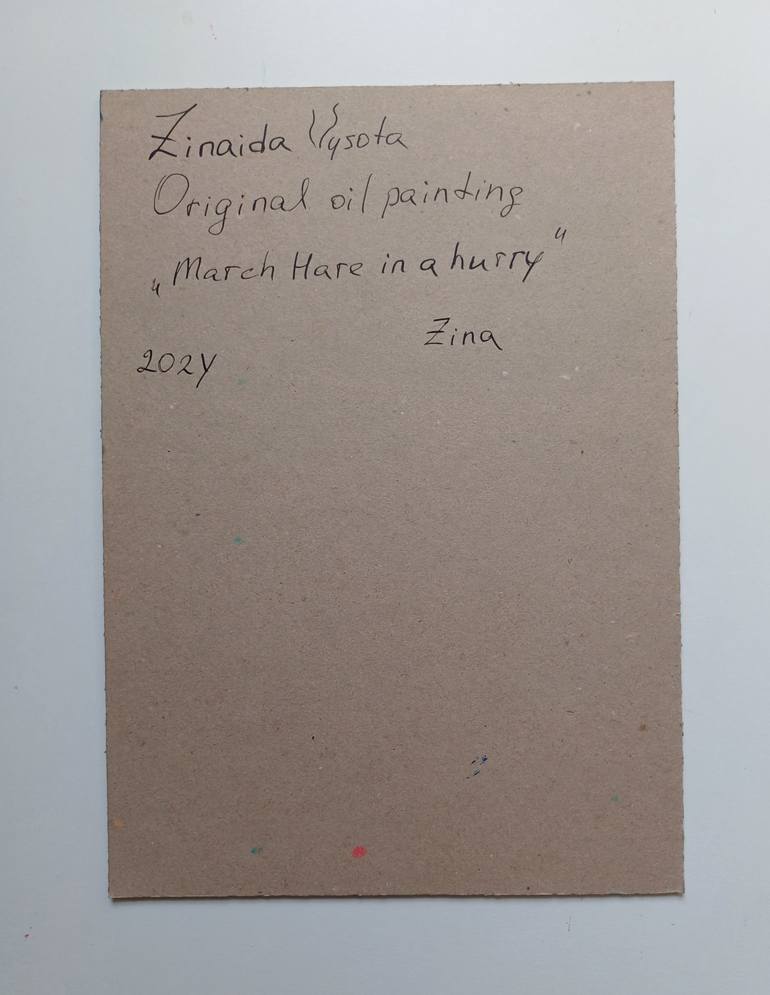 Zinaida Vysota
Original oil painting
„March Hare in a hurry"
Zina
2024